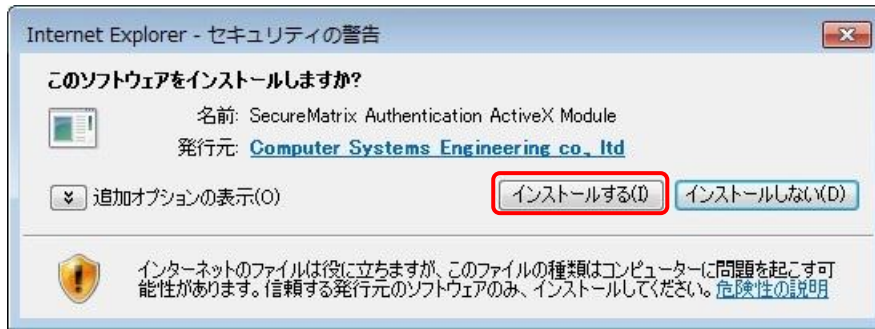 Internet Explorer - セキュリティの警告
このソフトウェアをインストールしますか?
名前: SecureMatrix Authentication ActiveX Module
発行元: Computer Systems Engineering co., ltd
追加オプションの表示(O)
インストールする(I)
インストールしない(D)
インターネットのファイルは役に立ちますが、このファイルの種類はコンピューターに問題を起こす可
能性があります。信頼する発行元のソフトウェアのみ、インストールしてください。危険性の説明